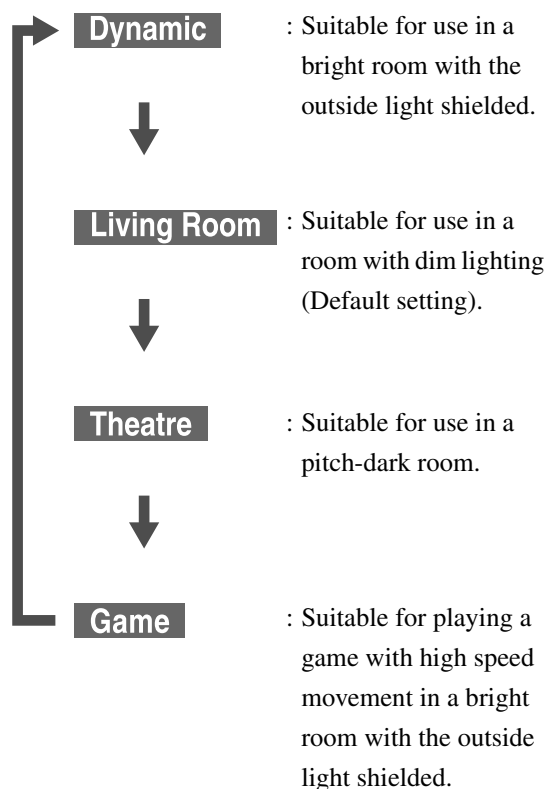 Dynamic : Suitable for use in a
bright room with the
outside light shielded.
Living Room : Suitable for use in a
room with dim lighting
(Default setting).
Theatre : Suitable for use in a
pitch-dark room.
Game : Suitable for playing a
game with high speed
movement in a bright
room with the outside
light shielded.